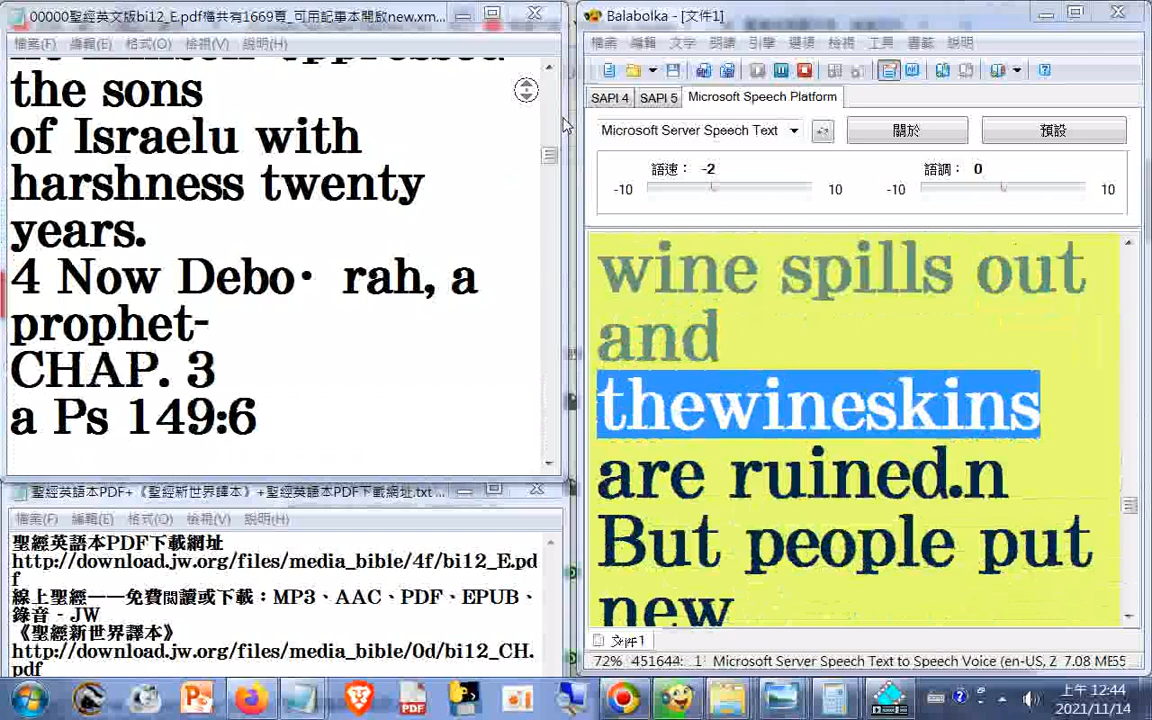 00000聖經英文版bi12_E.pdf檔共有1669頁_可用記事本開啟new.xm...
檔案(F) 編輯(E) 格式(O) 檢視(V) 說明(H)
the sons
of Israelu with
harshness twenty
years.
4 Now Debo· rah, a
prophet-
CHAP. 3
a Ps 149:6
聖經英語本PDF+《聖經新世界譯本》+聖經英語本PDF下載網址.txt ...
檔案(F) 編輯(E) 格式(O) 檢視(V) 說明(H)
聖經英語本PDF下載網址
http://download.jw.org/files/media_bible/4f/bi12_E.pd
f
線上聖經——免費閱讀或下載：MP3、AAC、PDF、EPUB、
錄音 - JW
《聖經新世界譯本》
http://download.jw.org/files/media_bible/0d/bi12_CH.
pdf
Balabolka - [文件1]
檔案 編輯 文字 朗讀 引擎 選項 檢視 工具 書籤 說明
SAPI 4 SAPI 5 Microsoft Speech Platform
Microsoft Server Speech Text 關於 預設
語速： -2 語調： 0
-10 10 -10 10
wine spills out
and
thewineskins
are ruined.n
But people put
new
文件1
72% 451644: 1 Microsoft Server Speech Text to Speech Voice (en-US, Z 7.08 ME55
上午 12:44
2021/11/14